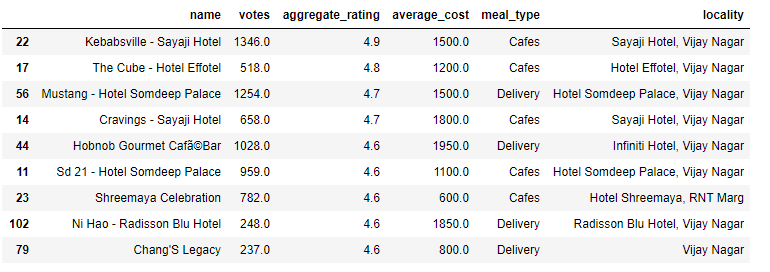 name votes aggregate_rating average_cost meal_type locality
22 Kebabsville - Sayaji Hotel 1346.0 4.9 1500.0 Cafes Sayaji Hotel, Vijay Nagar
17 The Cube - Hotel Effotel 518.0 4.8 1200.0 Cafes Hotel Effotel, Vijay Nagar
56 Mustang - Hotel Somdeep Palace 1254.0 4.7 1500.0 Delivery Hotel Somdeep Palace, Vijay Nagar
14 Cravings - Sayaji Hotel 658.0 4.7 1800.0 Cafes Sayaji Hotel, Vijay Nagar
44 Hobnob Gourmet Cafã©Bar 1028.0 4.6 1950.0 Delivery Infiniti Hotel, Vijay Nagar
11 Sd 21 - Hotel Somdeep Palace 959.0 4.6 1100.0 Cafes Hotel Somdeep Palace, Vijay Nagar
23 Shreemaya Celebration 782.0 4.6 600.0 Cafes Hotel Shreemaya, RNT Marg
102 Ni Hao - Radisson Blu Hotel 248.0 4.6 1850.0 Delivery Radisson Blu Hotel, Vijay Nagar
79 Chang'S Legacy 237.0 4.6 800.0 Delivery Vijay Nagar